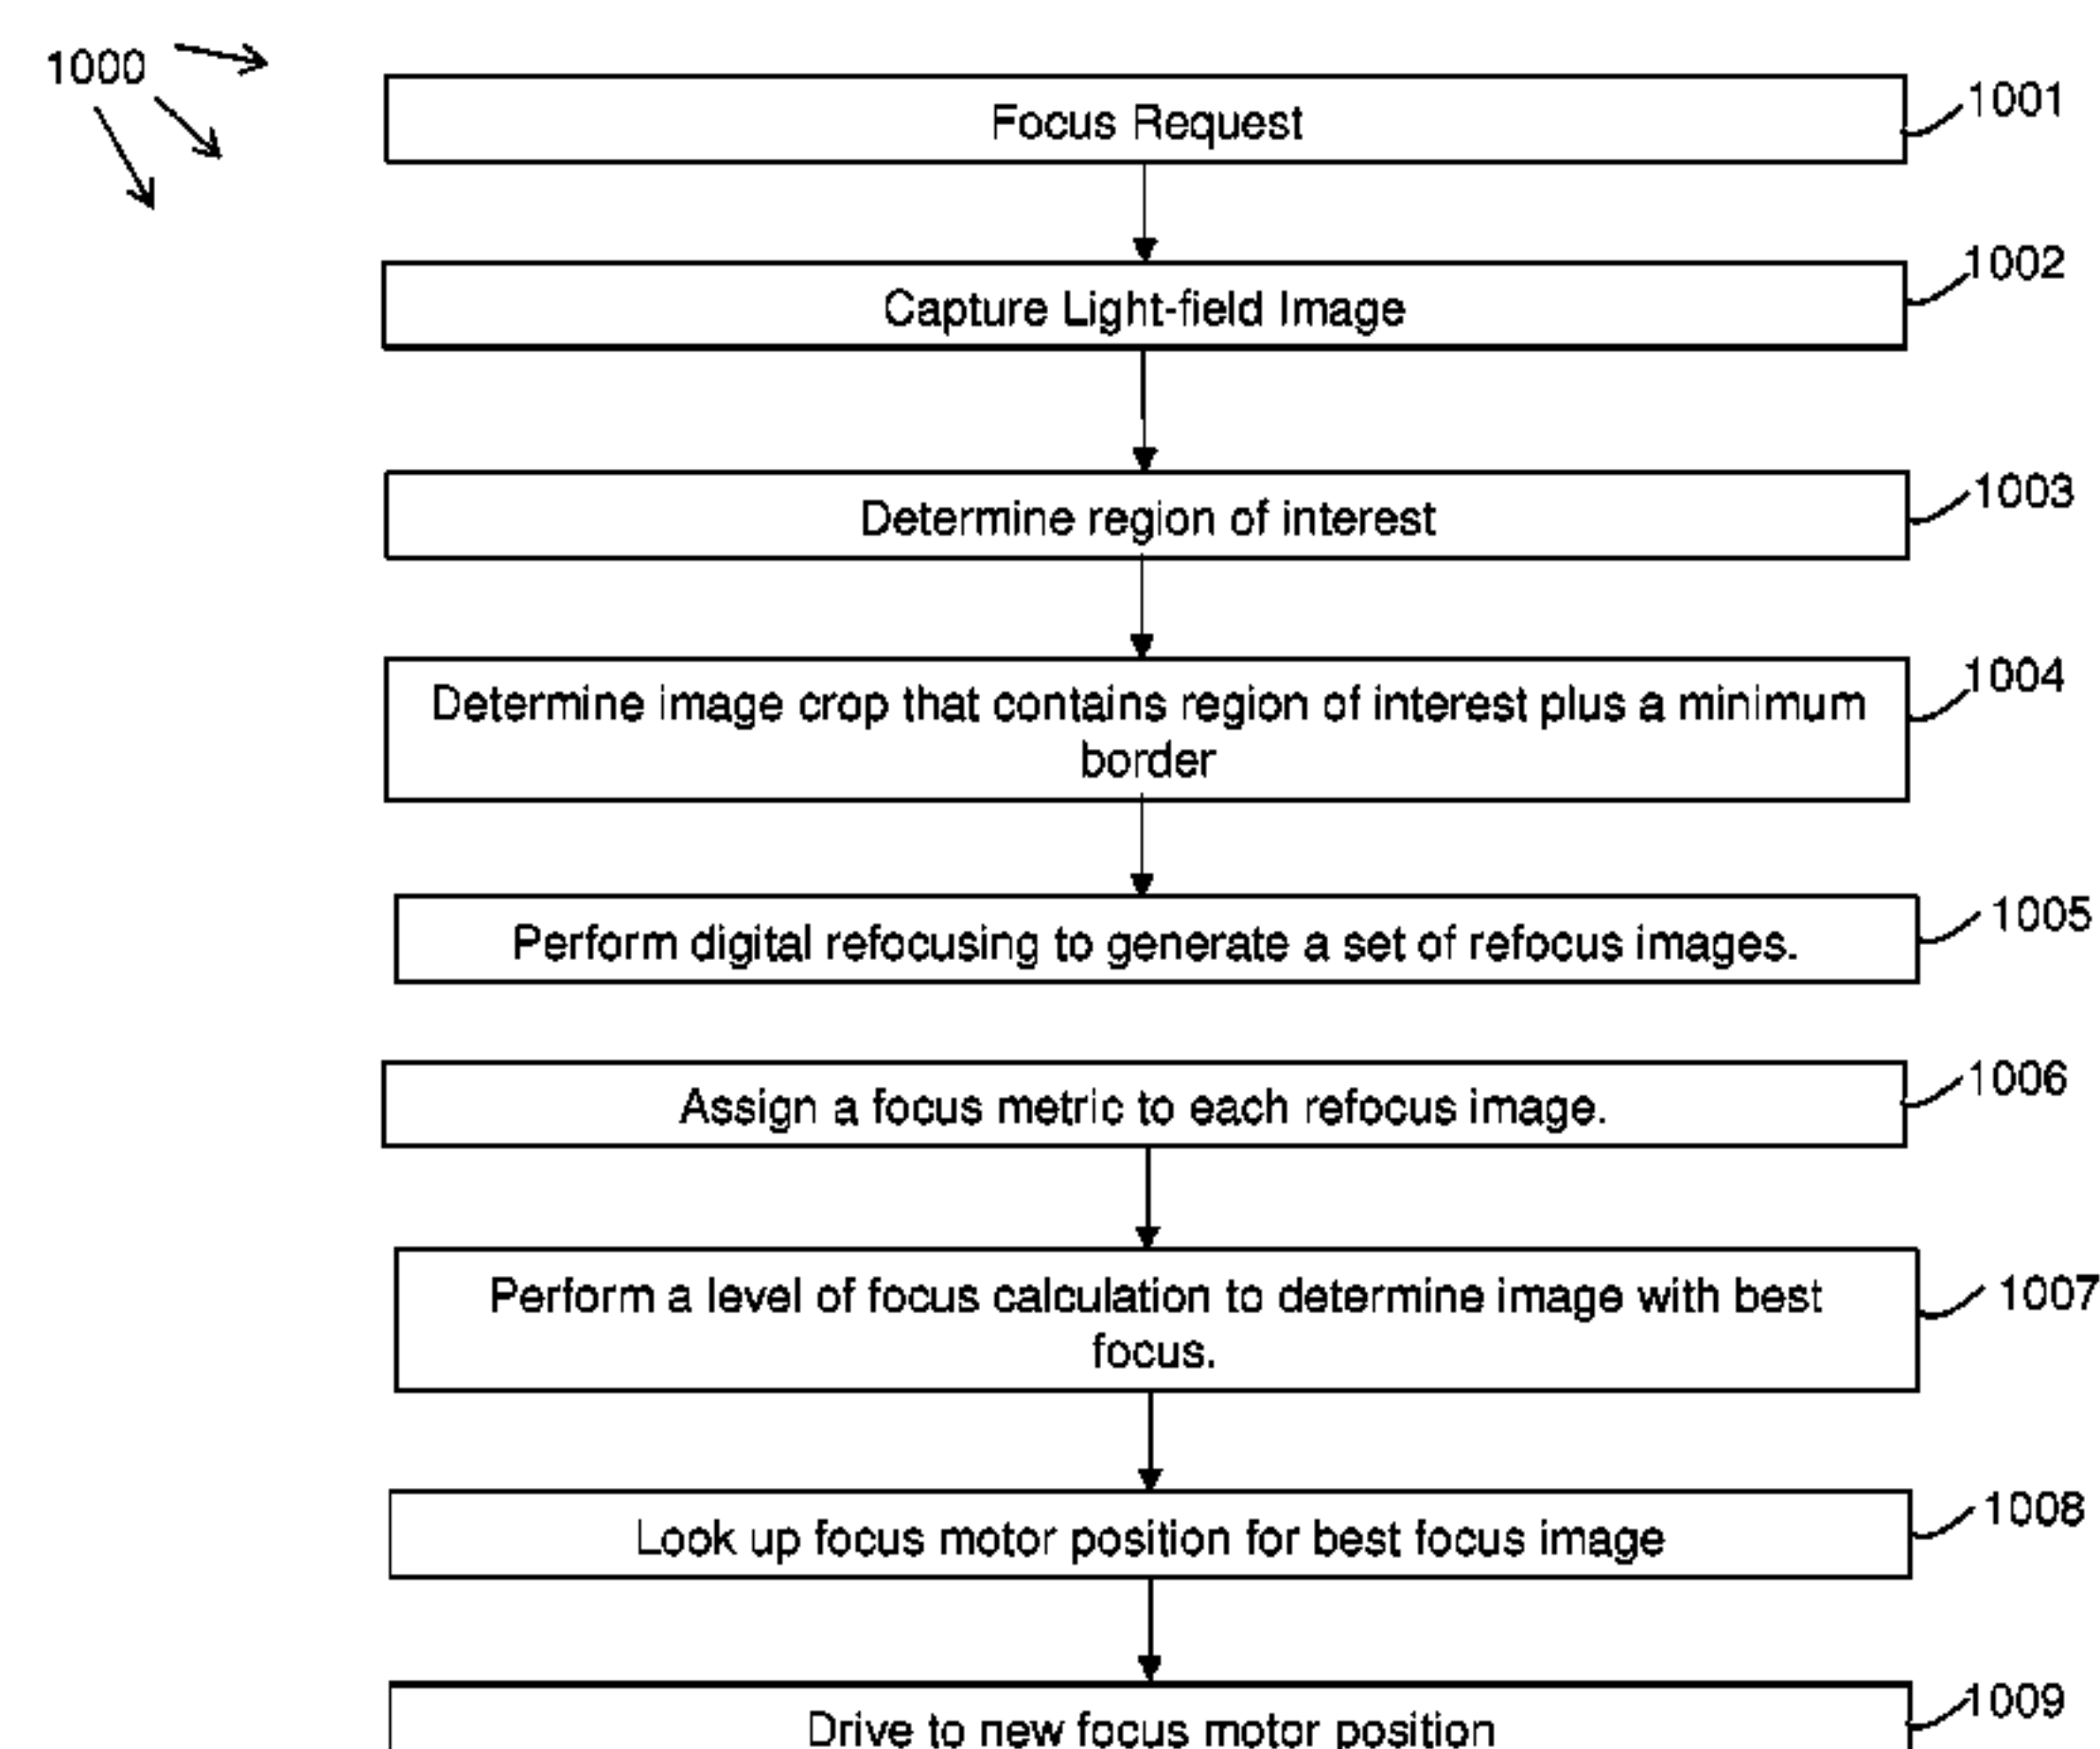 1000
Focus Request
1001
Capture Light-field Image
1002
Determine region of interest
1003
Determine image crop that contains region of interest plus a minimum
border
1004
Perform digital refocusing to generate a set of refocus images.
1005
Assign a focus metric to each refocus image.
1006
Perform a level of focus calculation to determine image with best
focus.
1007
Look up focus motor position for best focus image
1008
Drive to new focus motor position
1009